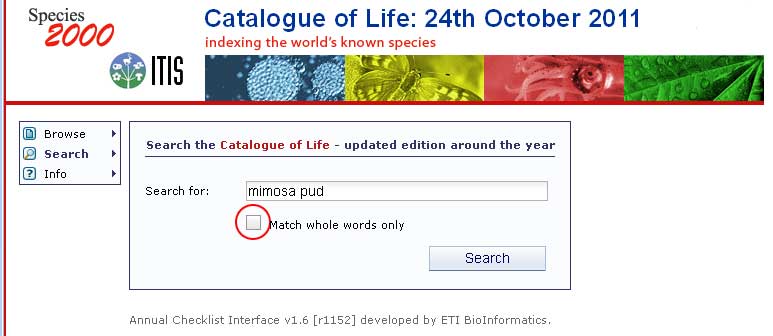 Species
2000
ITIS
Catalogue of Life: 24th October 2011
indexing the world's known species
Browse
Search
Info
Search the Catalogue of Life - updated edition around the year
Search for: mimosa pud
Match whole words only
Search
Annual Checklist Interface v1.6 [r1152] developed by ETI BioInformatics.